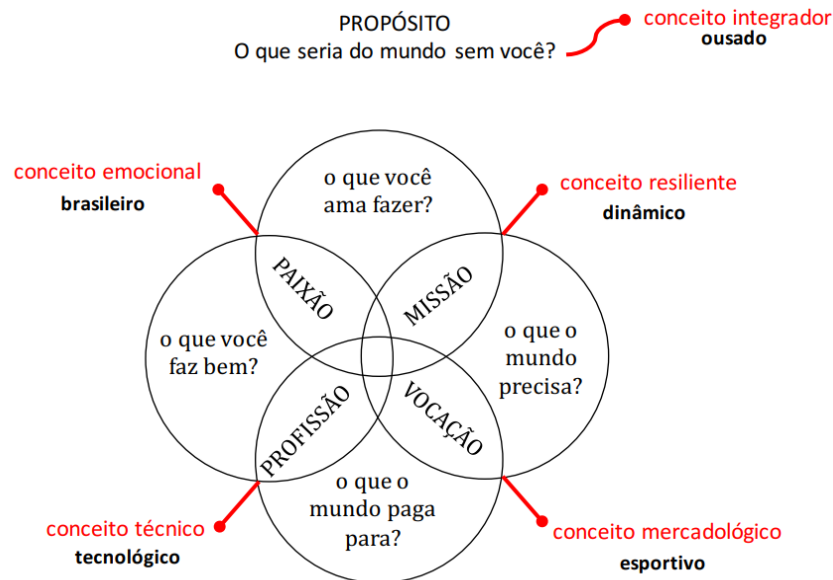 PROPÓSITO
O que seria do mundo sem você?
conceito integrador
ousado
conceito emocional
brasileiro
o que você
ama fazer?
conceito resiliente
dinâmico
PAIXÃO
MISSÃO
o que você
faz bem?
o que o
mundo
precisa?
PROFISSÃO
VOCAÇÃO
o que o
mundo paga
para?
conceito técnico
tecnológico
conceito mercadológico
esportivo